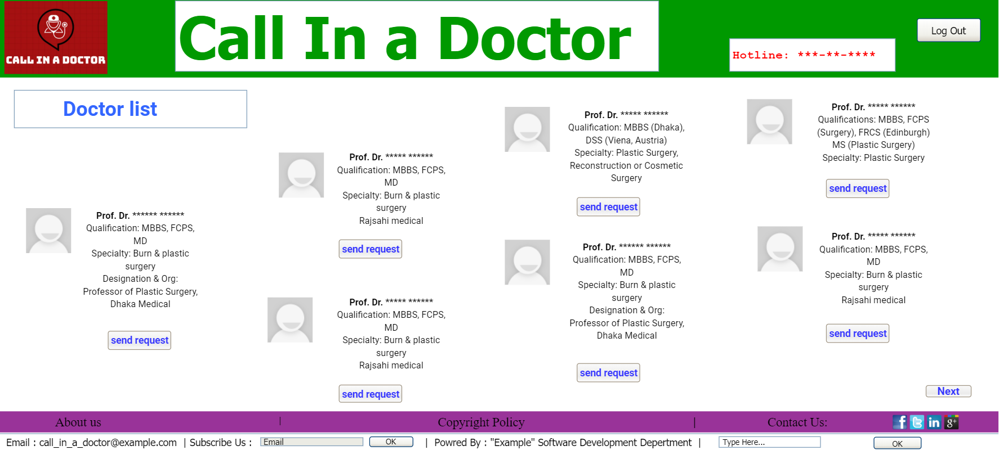 CALL IN A DOCTOR
Call In a Doctor
Hotline: ***-**-****
Log Out
Doctor list
Prof. Dr. ****** ******
Qualification: MBBS, FCPS,
MD
Specialty: Burn & plastic
surgery
Designation & Org:
Professor of Plastic Surgery,
Dhaka Medical
send request
Prof. Dr. ***** ******
Qualification: MBBS, FCPS,
MD
Specialty: Burn & plastic
surgery
Rajsahi medical
send request
Prof. Dr. ***** ******
Qualification: MBBS, FCPS,
MD
Specialty: Burn & plastic
surgery
Rajsahi medical
send request
Prof. Dr. ***** ******
Qualification: MBBS (Dhaka),
DSS (Viena, Austria)
Specialty: Plastic Surgery,
Reconstruction or Cosmetic
Surgery
send request
Prof. Dr. ****** ******
Qualification: MBBS, FCPS,
MD
Specialty: Burn & plastic
surgery
Designation & Org:
Professor of Plastic Surgery,
Dhaka Medical
send request
Prof. Dr. ***** ******
Qualifications: MBBS, FCPS
(Surgery), FRCS (Edinburgh)
MS (Plastic Surgery)
Specialty: Plastic Surgery
send request
Prof. Dr. ***** ******
Qualification: MBBS, FCPS,
MD
Specialty: Burn & plastic
surgery
Rajsahi medical
send request
Next
About us | Copyright Policy | Contact Us:
Email : call_in_a_doctor@example.com | Subscribe Us : Email OK | Powred By : "Example" Software Development Depertment | Type Here... OK